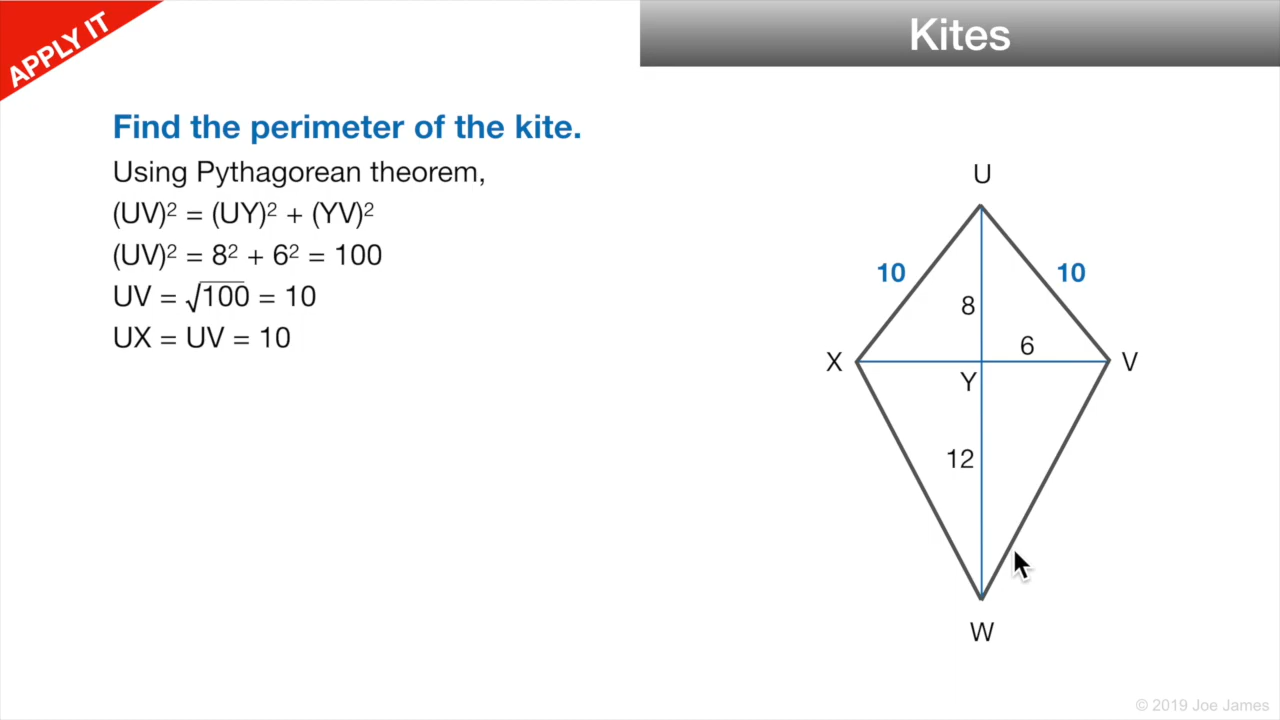 APPLY IT
Kites
Find the perimeter of the kite.
Using Pythagorean theorem,
(UV)² = (UY)² + (YV)²
(UV)² = 8² + 6² = 100
UV = √100 = 10
UX = UV = 10
U
10
10
8
6
X
V
Y
12
W
© 2019 Joe James